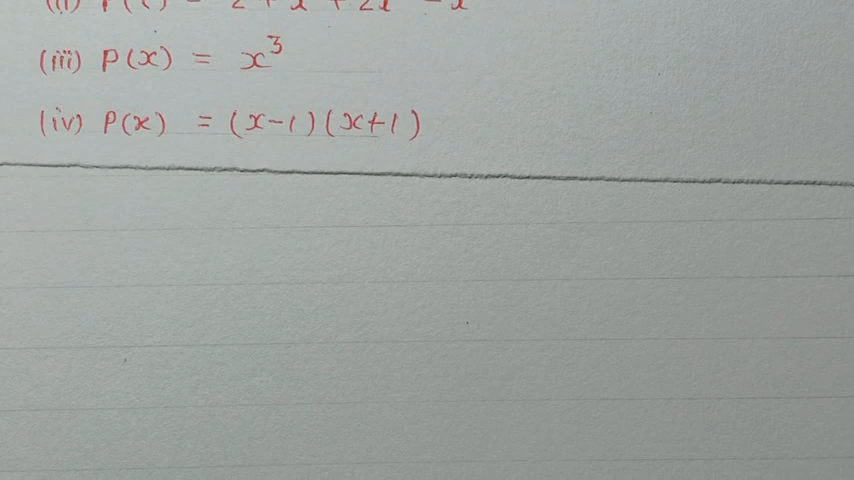 (iii) P(x) = x³
(iv) P(x) = (x-1)(x+1)